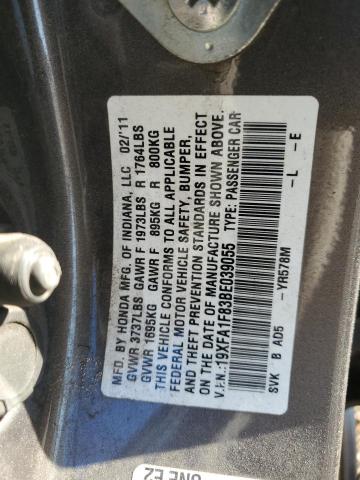 MFD. BY HONDA MFG. OF INDIANA, LLC 02/'11
GVWR 3737LBS GAWR F 1973LBS R 1764LBS
GVWR 1695KG GAWR F 895KG R 800KG
THIS VEHICLE CONFORMS TO ALL APPLICABLE
FEDERAL MOTOR VEHICLE SAFETY, BUMPER,
AND THEFT PREVENTION STANDARDS IN EFFECT
ON THE DATE OF MANUFACTURE SHOWN ABOVE.
V.I.N.:19XFA1F83BE039055 TYPE: PASSENGER CAR
-YR578M -L -E
SVK B AD5
ONE EZ